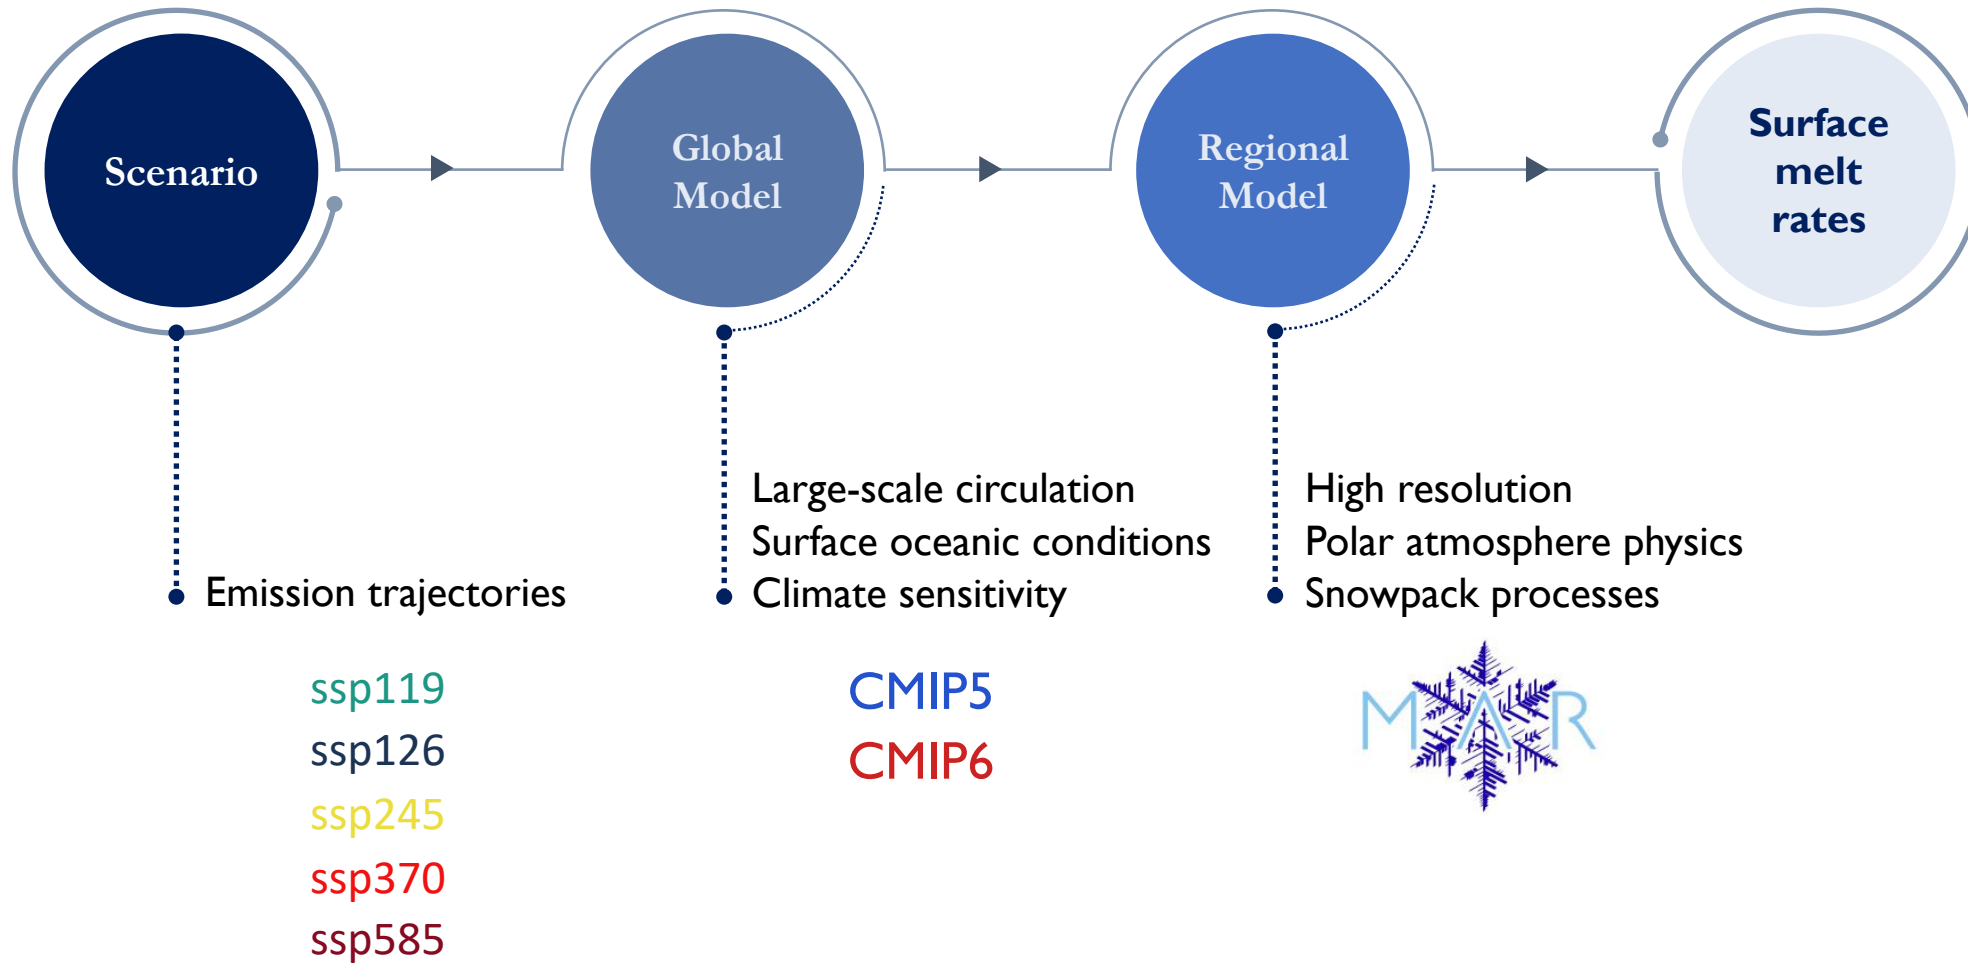 Scenario
Global
Model
Regional
Model
Surface
melt
rates
Emission trajectories
ssp119
ssp126
ssp245
ssp370
ssp585
Large-scale circulation
Surface oceanic conditions
Climate sensitivity
CMIP5
CMIP6
High resolution
Polar atmosphere physics
Snowpack processes
MAR